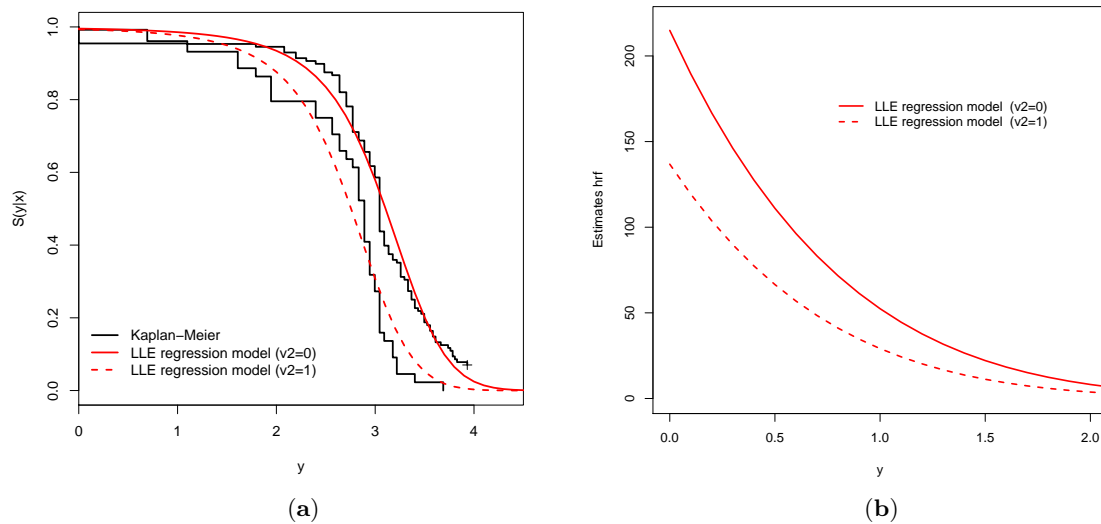 S(y|x)
1.0
0.8
0.6
0.4
0.2
0.0
Kaplan−Meier
LLE regression model (v2=0)
LLE regression model (v2=1)
0 1 2 3 4
y
(a)
Estimates hrf
200
150
100
50
0
LLE regression model (v2=0)
LLE regression model (v2=1)
0.0 0.5 1.0 1.5 2.0
y
(b)